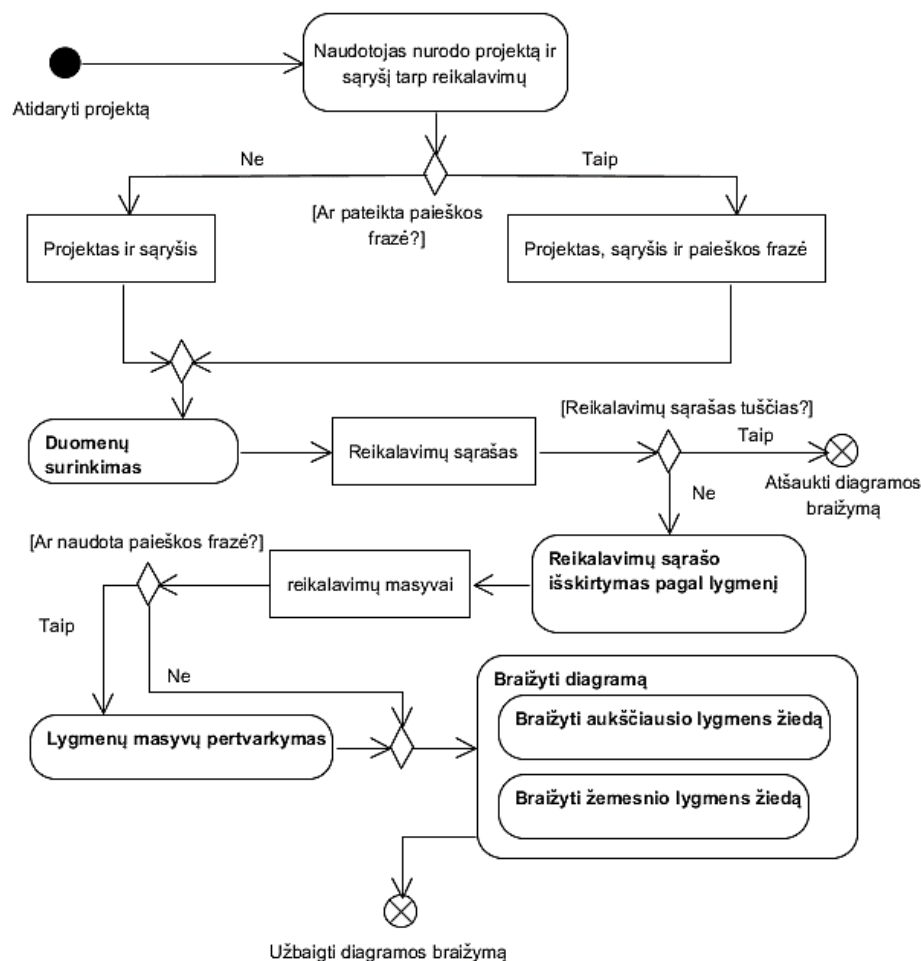 Naudotojas nurodo projektą ir
sąryšį tarp reikalavimų
Atidaryti projektą
Ne
Taip
[Ar pateikta paieškos
frazė?]
Projektas ir sąryšis
Projektas, sąryšis ir paieškos frazė
[Reikalavimų sąrašas tuščias?]
Duomenų
surinkimas
Reikalavimų sąrašas
Taip
Ne
Atšaukti diagramos
braižymą
[Ar naudota paieškos frazė?]
reikalavimų masyvai
Reikalavimų sąrašo
išskirtymas pagal lygmenį
Taip
Ne
Braižyti diagramą
Braižyti aukščiausio lygmens žiedą
Lygmenų masyvų pertvarkymas
Braižyti žemesnio lygmens žiedą
Užbaigti diagramos braižymą